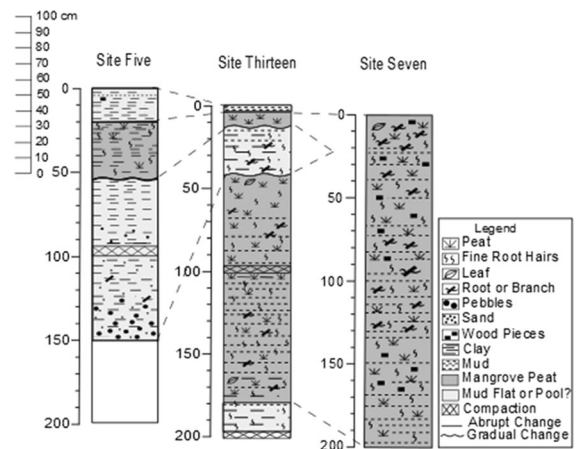 100 cm
90
80
70
60
50
40
30
20
10
0
Site Five
0
50
100
150
200
Site Thirteen
0
50
100
150
200
Site Seven
0
50
100
150
200
Legend
Peat
Fine Root Hairs
Leaf
Root or Branch
Pebbles
Sand
Wood Pieces
Clay
Mud
Mangrove Peat
Mud Flat or Pool?
Compaction
Abrupt Change
Gradual Change